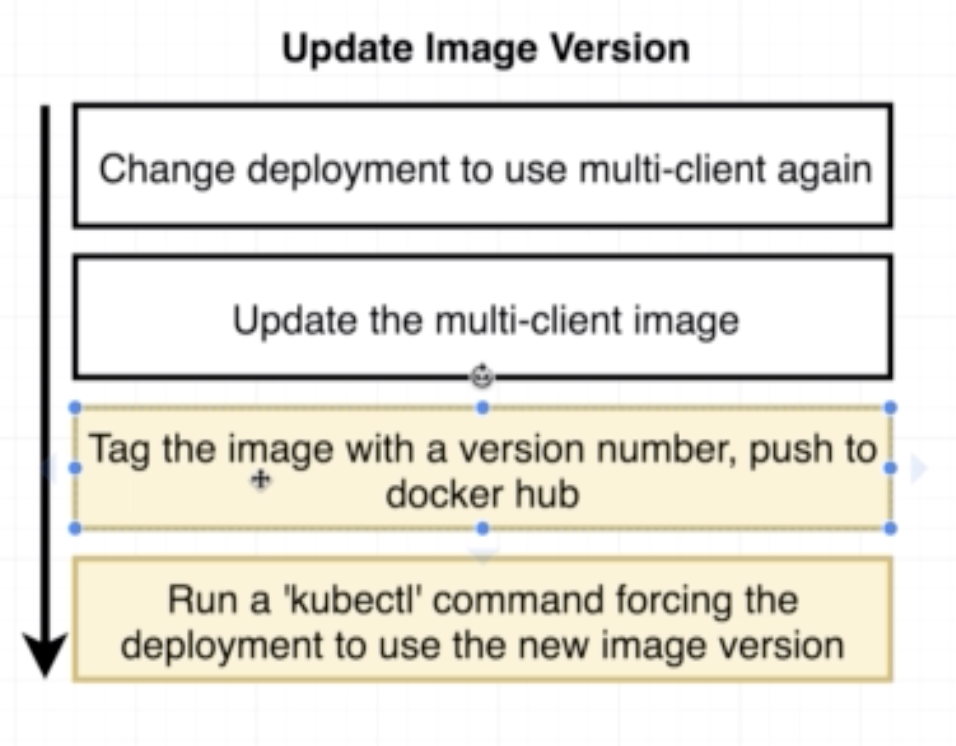 Update Image Version
Change deployment to use multi-client again
Update the multi-client image
Tag the image with a version number, push to
docker hub
Run a 'kubectl' command forcing the
deployment to use the new image version